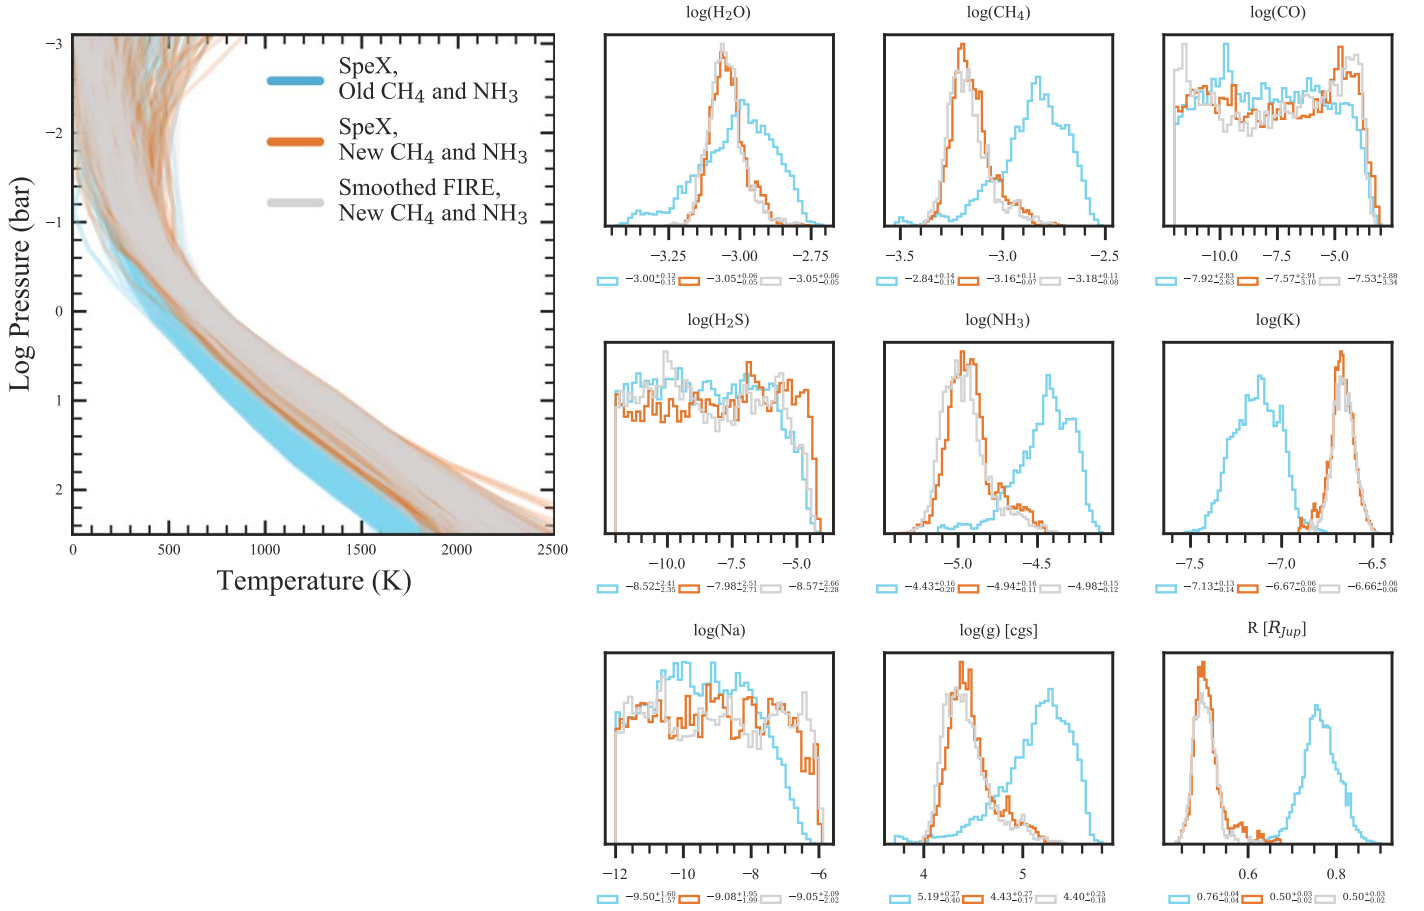 −3
−2
−1
0
1
2
Log Pressure (bar)
0 500 1000 1500 2000 2500
Temperature (K)
SpeX,
Old CH₄ and NH₃
SpeX,
New CH₄ and NH₃
Smoothed FIRE,
New CH₄ and NH₃
log(H₂O)
−3.25 −3.00 −2.75
−3.00+0.12−0.15 −3.05+0.06−0.05 −3.05+0.06−0.05
log(CH₄)
−3.5 −3.0 −2.5
−2.84+0.14−0.19 −3.16+0.11−0.07 −3.18+0.11−0.08
log(CO)
−10.0 −7.5 −5.0
−7.92+2.83−2.63 −7.57+2.91−3.10 −7.53+2.88−3.34
log(H₂S)
−10.0 −7.5 −5.0
−8.52+2.41−2.35 −7.98+2.51−2.71 −8.57+2.66−2.28
log(NH₃)
−5.0 −4.5
−4.43+0.16−0.20 −4.94+0.16−0.11 −4.98+0.15−0.12
log(K)
−7.5 −7.0 −6.5
−7.13+0.13−0.14 −6.67+0.06−0.06 −6.66+0.06−0.06
log(Na)
−12 −10 −8 −6
−9.50+1.60−1.57 −9.08+1.95−1.99 −9.05+2.09−2.02
log(g) [cgs]
4 5
5.19+0.27−0.40 4.43+0.27−0.17 4.40+0.25−0.18
R [R_Jup]
0.6 0.8
0.76+0.04−0.04 0.50+0.03−0.02 0.50+0.03−0.02